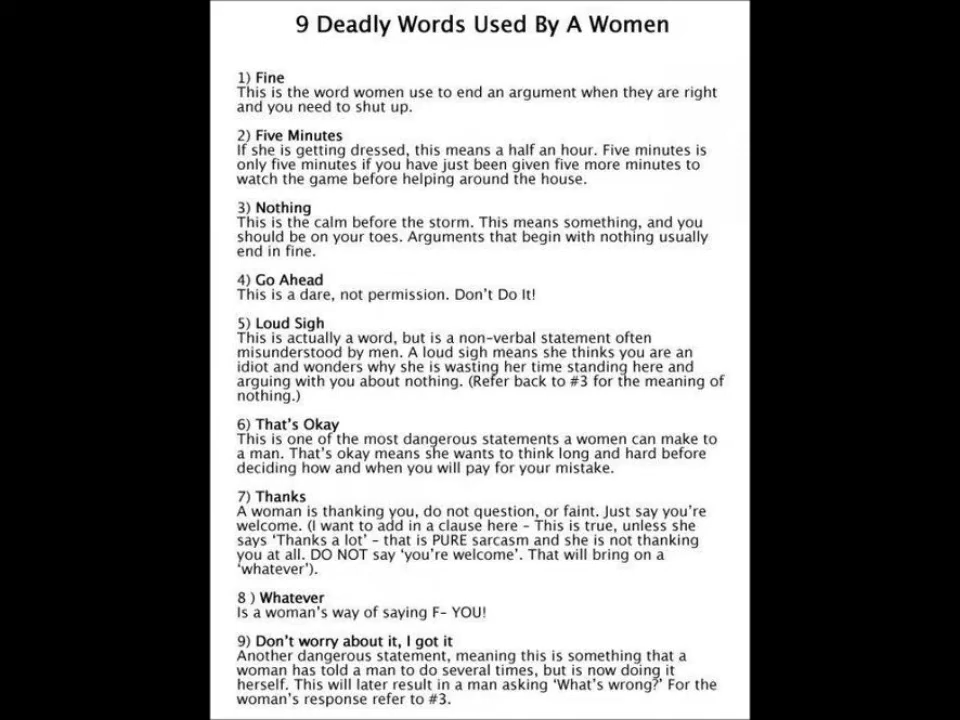 9 Deadly Words Used By A Women
1) Fine
This is the word women use to end an argument when they are right
and you need to shut up.
2) Five Minutes
If she is getting dressed, this means a half an hour. Five minutes is
only five minutes if you have just been given five more minutes to
watch the game before helping around the house.
3) Nothing
This is the calm before the storm. This means something, and you
should be on your toes. Arguments that begin with nothing usually
end in fine.
4) Go Ahead
This is a dare, not permission. Don't Do It!
5) Loud Sigh
This is actually a word, but is a non-verbal statement often
misunderstood by men. A loud sigh means she thinks you are an
idiot and wonders why she is wasting her time standing here and
arguing with you about nothing. (Refer back to #3 for the meaning of
nothing.)
6) That's Okay
This is one of the most dangerous statements a women can make to
a man. That's okay means she wants to think long and hard before
deciding how and when you will pay for your mistake.
7) Thanks
A woman is thanking you, do not question, or faint. Just say you're
welcome. (I want to add in a clause here - This is true, unless she
says 'Thanks a lot' - that is PURE sarcasm and she is not thanking
you at all. DO NOT say 'you're welcome'. That will bring on a
'whatever').
8 ) Whatever
Is a woman's way of saying F- YOU!
9) Don't worry about it, I got it
Another dangerous statement, meaning this is something that a
woman has told a man to do several times, but is now doing it
herself. This will later result in a man asking 'What's wrong?' For the
woman's response refer to #3.